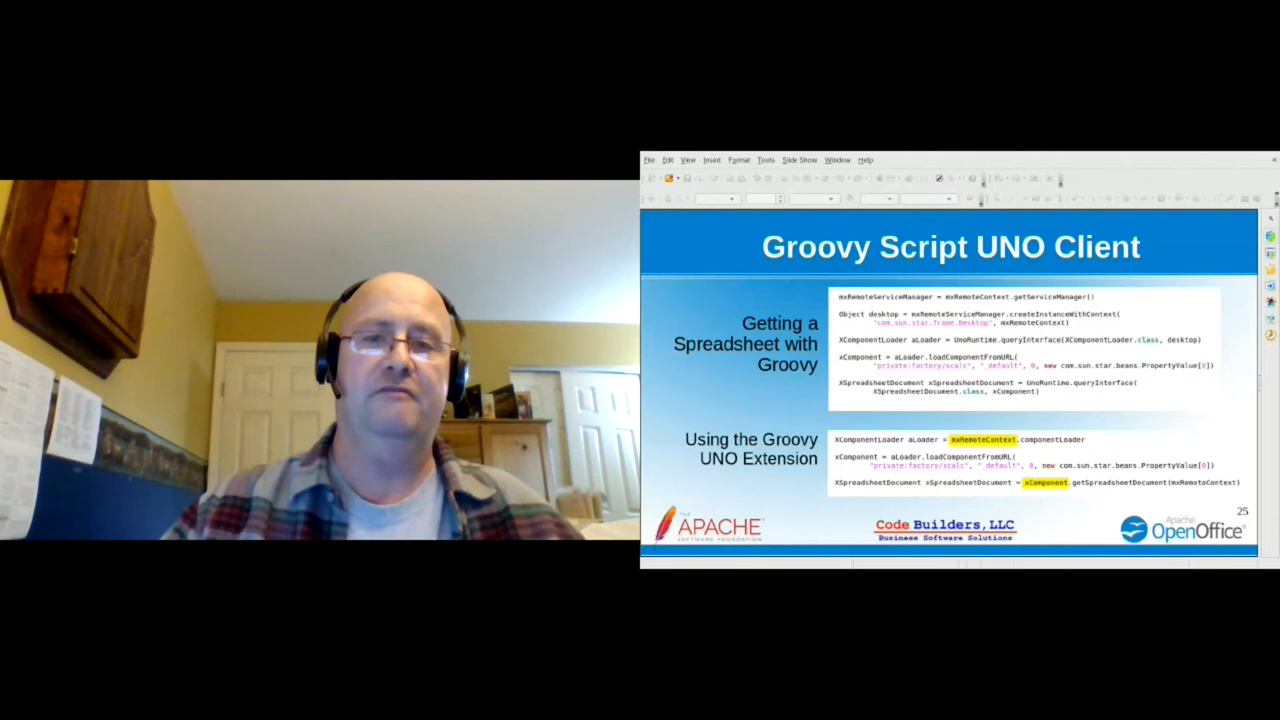 File Edit View Insert Format Tools Slide Show Window Help
Groovy Script UNO Client
Getting a
Spreadsheet with
Groovy
mxRemoteServiceManager = mxRemoteContext.getServiceManager()
Object desktop = mxRemoteServiceManager.createInstanceWithContext(
"com.sun.star.frame.Desktop", mxRemoteContext)
XComponentLoader aLoader = UnoRuntime.queryInterface(XComponentLoader.class, desktop)
xComponent = aLoader.loadComponentFromURL(
"private:factory/scalc", "_default", 0, new com.sun.star.beans.PropertyValue[0])
XSpreadsheetDocument xSpreadsheetDocument = UnoRuntime.queryInterface(
XSpreadsheetDocument.class, xComponent)
Using the Groovy
UNO Extension
XComponentLoader aLoader = mxRemoteContext.componentLoader
xComponent = aLoader.loadComponentFromURL(
"private:factory/scalc", "_default", 0, new com.sun.star.beans.PropertyValue[0])
XSpreadsheetDocument xSpreadsheetDocument = xComponent.getSpreadsheetDocument(mxRemoteContext)
25
THE
APACHE
SOFTWARE FOUNDATION
Code Builders, LLC
Business Software Solutions
Apache
OpenOffice